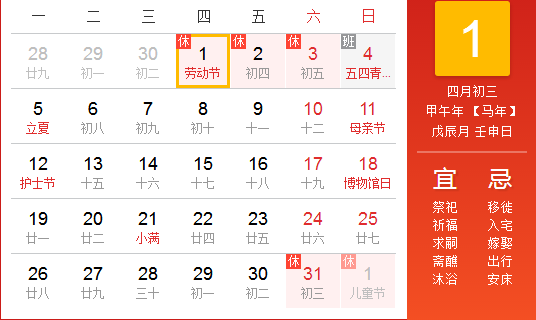 一 二 三 四 五 六 日
28 29 30 休 1 休 2 休 3 班 4
廿九 初一 初二 劳动节 初四 初五 五四青...
5 6 7 8 9 10 11
立夏 初八 初九 初十 十一 十二 母亲节
12 13 14 15 16 17 18
护士节 十五 十六 十七 十八 十九 博物馆日
19 20 21 22 23 24 25
廿一 廿二 小满 廿四 廿五 廿六 廿七
26 27 28 29 30 休 31 休 1
廿八 廿九 三十 初一 初二 初三 儿童节
1
四月初三
甲午年 【马年】
戊辰月 壬申日
宜 忌
祭祀 移徙
祈福 入宅
求嗣 嫁娶
斋醮 出行
沐浴 安床